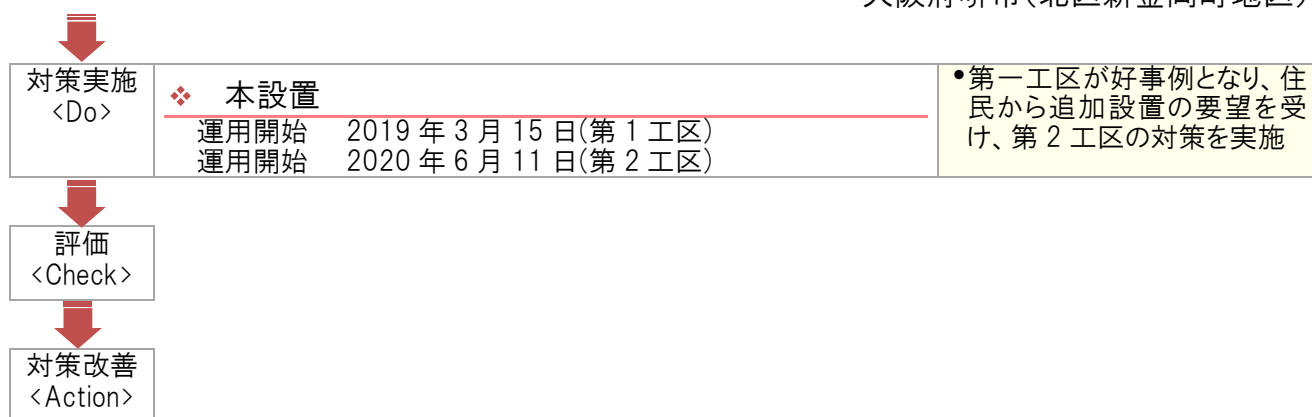 対策実施
<Do>
❖ 本設置
運用開始 2019 年 3 月 15 日(第 1 工区)
運用開始 2020 年 6 月 11 日(第 2 工区)
•第一工区が好事例となり、住
民から追加設置の要望を受
け、第 2 工区の対策を実施
評価
<Check>
対策改善
<Action>